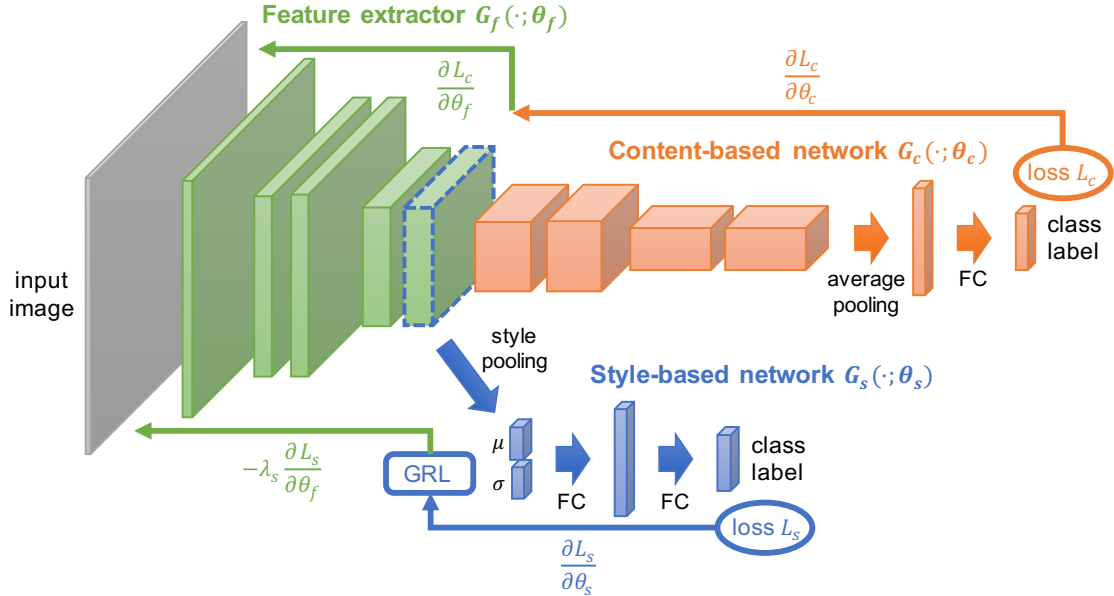 Feature extractor G_f(·;θ_f)
∂L_c
∂θ_f
∂L_c
∂θ_c
Content-based network G_c(·;θ_c)
loss L_c
class
label
input
image
average
pooling
FC
style
pooling
Style-based network G_s(·;θ_s)
μ
σ
FC
FC
class
label
−λ_s ∂L_s
∂θ_f
GRL
loss L_s
∂L_s
∂θ_s